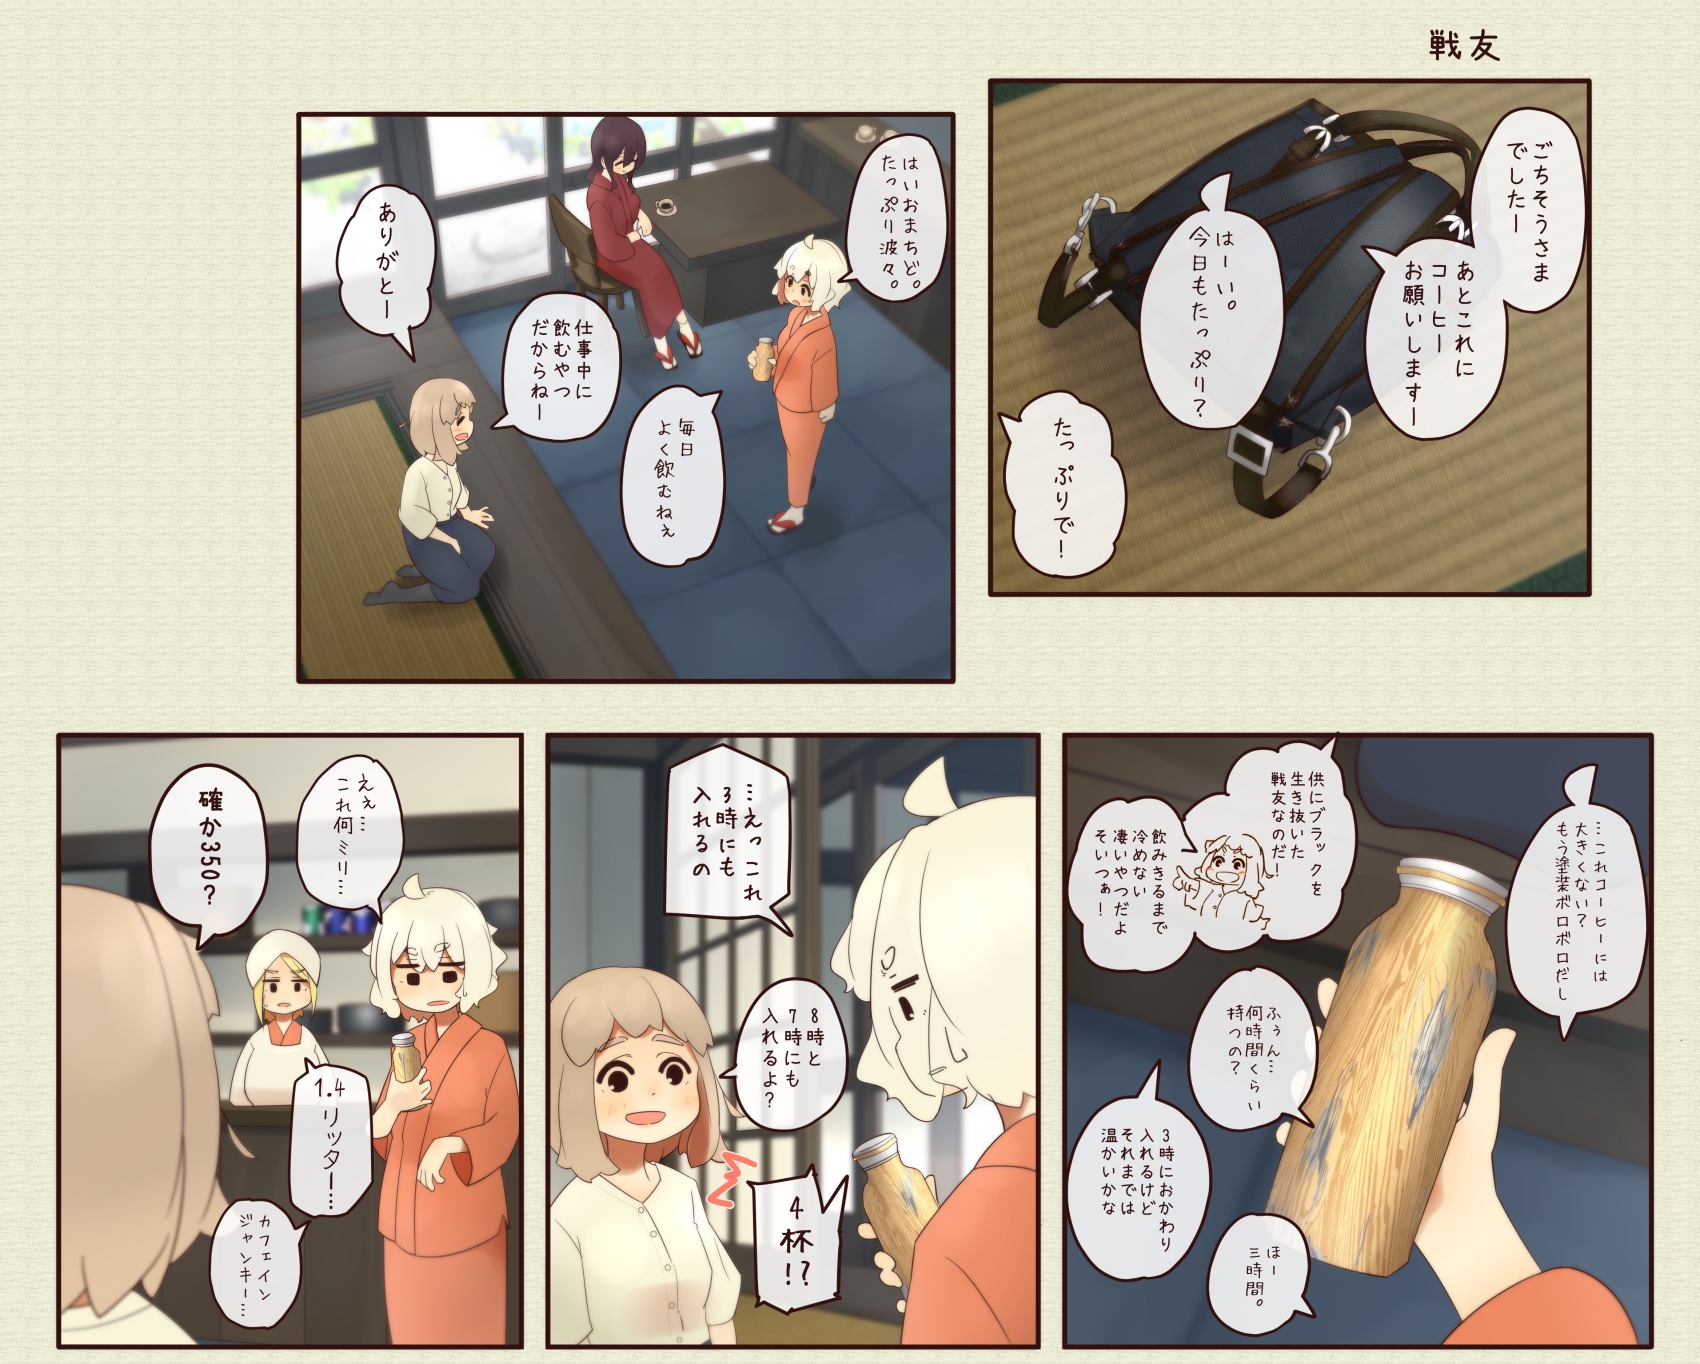 戦友
ごちそうさま
でしたー
あとこれに
コーヒー
お願いしますー
はーい。
今日もたっぷり？
たっぷりで！
はいおまちど。
たっぷり波々。
ありがとー
仕事中に
飲むやつ
だからねー
毎日
よく飲むねぇ
…これコーヒーには
大きくない？
もう塗装ボロボロだし
供にブラックを
生き抜いた
戦友なのだ！
飲みきるまで
冷めない
凄いやつだよ
そいつぁ！
ふぅん…
何時間くらい
持つの？
3時におかわり
入れるけど
それまでは
温かいかな
ほー
三時間。
…えっこれ
3時にも
入れるの
8時と
7時にも
入れるよ？
4杯！？
ええ…
これ何ミリ…
確か350？
1.4リッター…
カフェイン
ジャンキー…